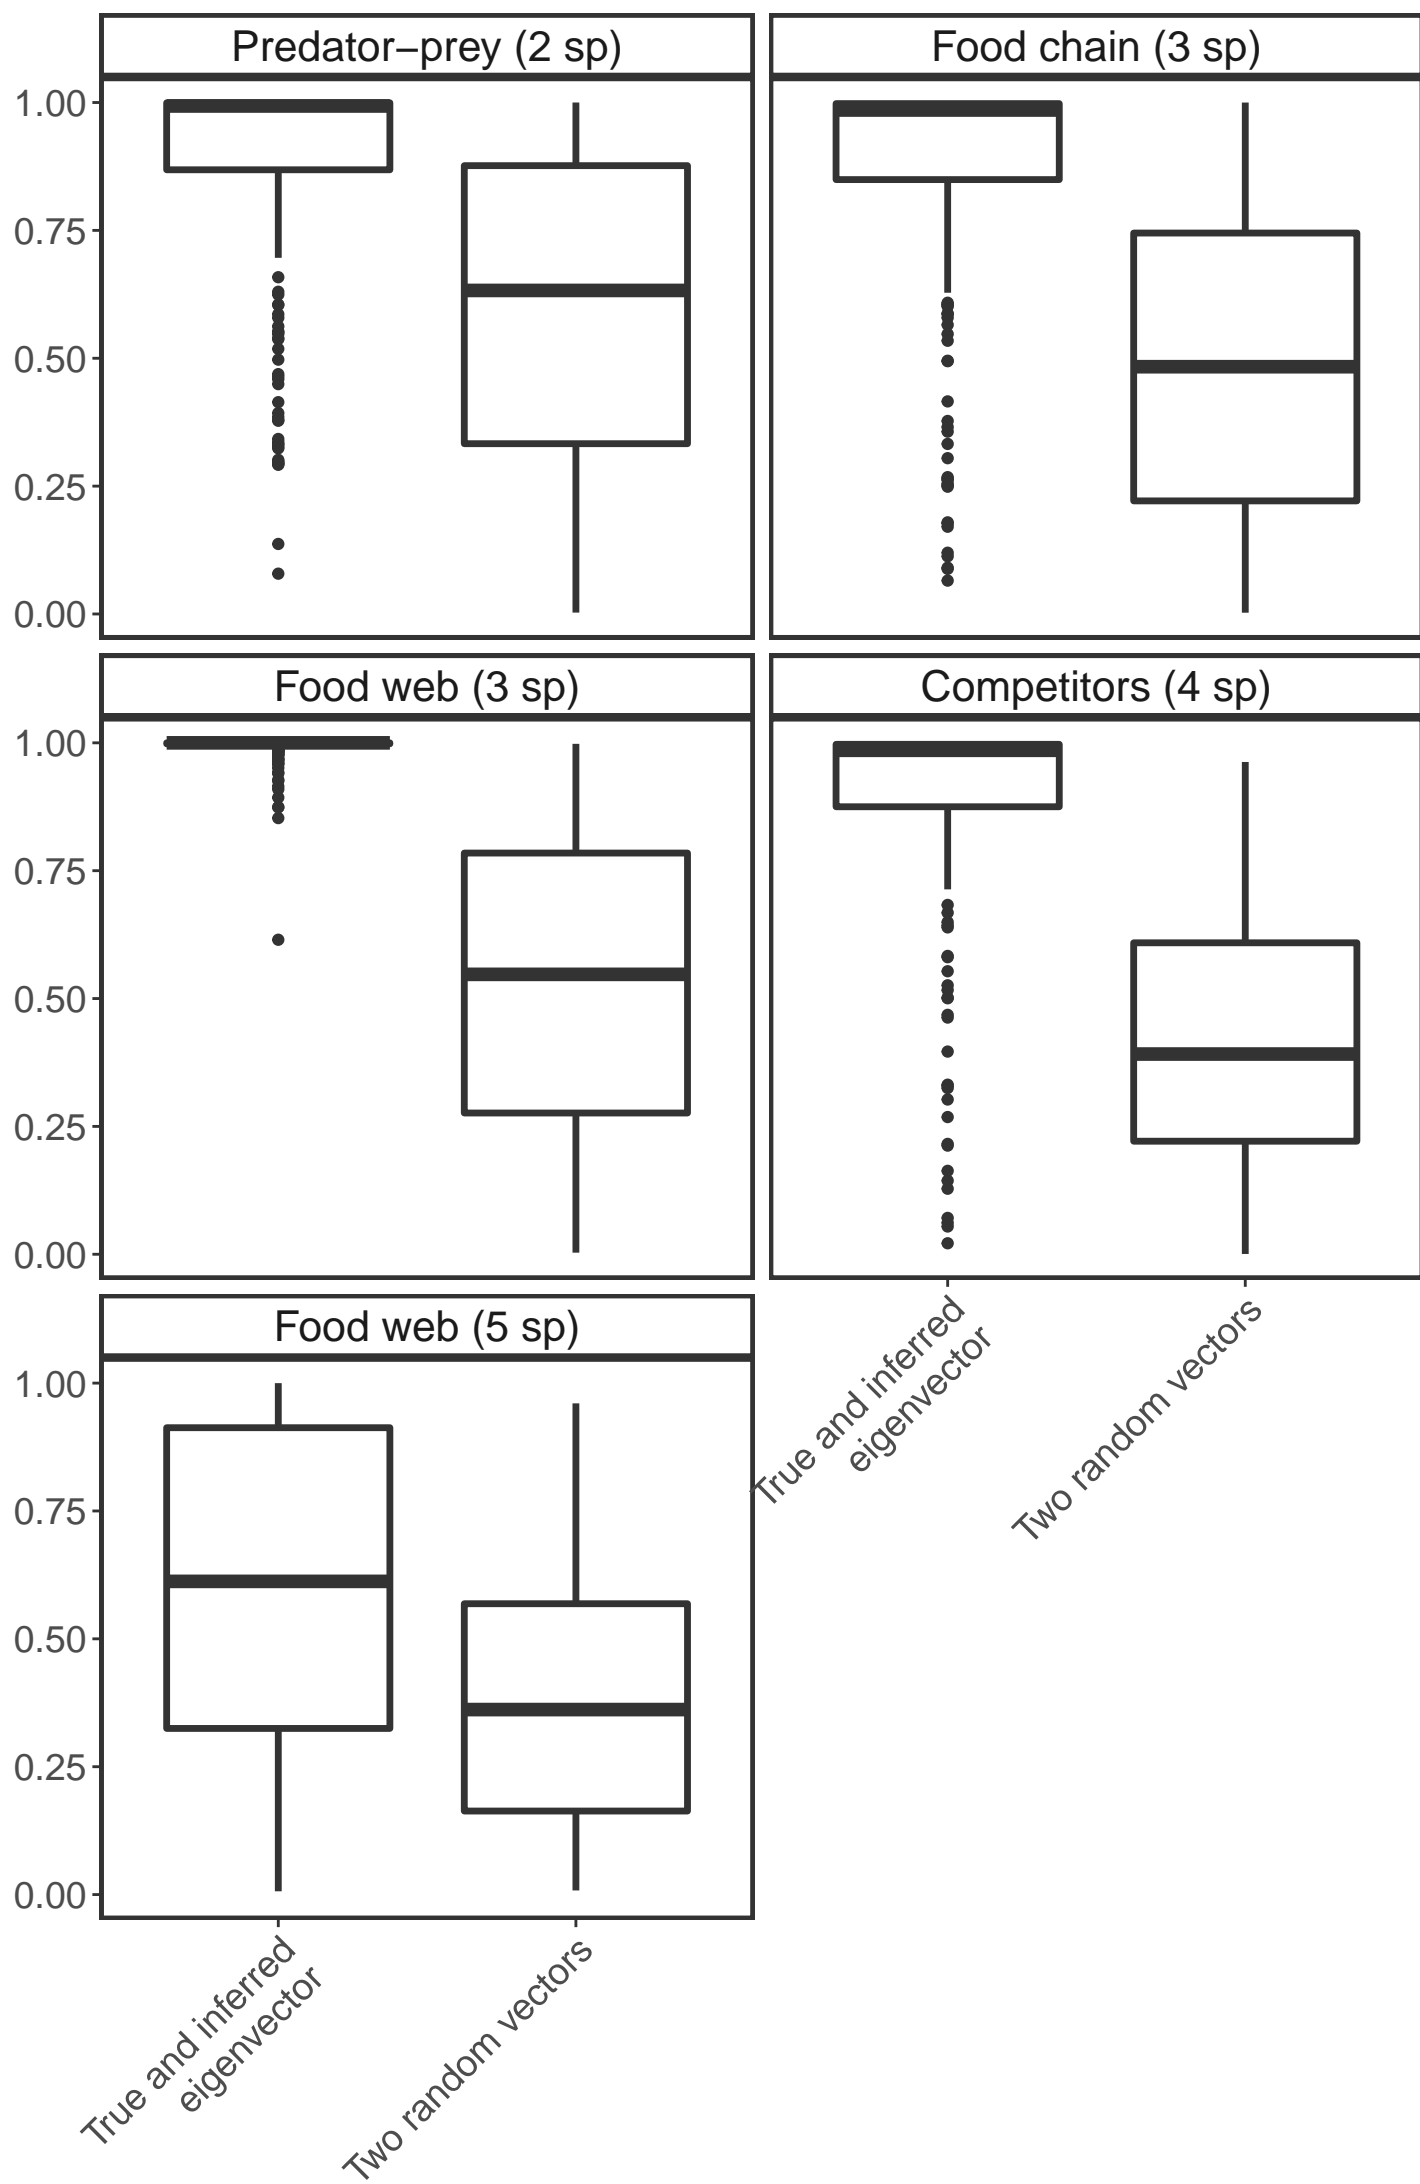 Predator–prey (2 sp)
Food chain (3 sp)
1.00
0.75
0.50
0.25
0.00
Food web (3 sp)
Competitors (4 sp)
1.00
0.75
0.50
0.25
0.00
True and inferred
eigenvector
Two random vectors
Food web (5 sp)
1.00
0.75
0.50
0.25
0.00
True and inferred
eigenvector
Two random vectors